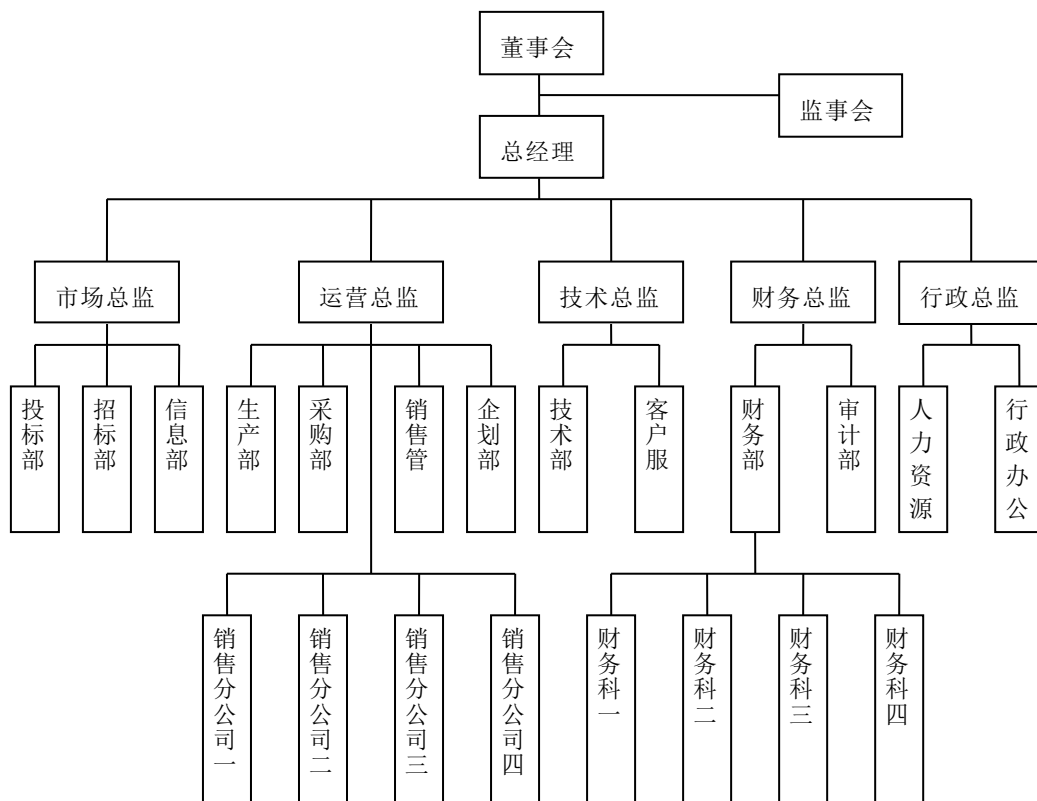 董事会
监事会
总经理
市场总监
运营总监
技术总监
财务总监
行政总监
投标部
招标部
信息部
生产部
采购部
销售管
企划部
技术部
客户服
财务部
审计部
人力资源
行政办公
销售分公司一
销售分公司二
销售分公司三
销售分公司四
财务科一
财务科二
财务科三
财务科四